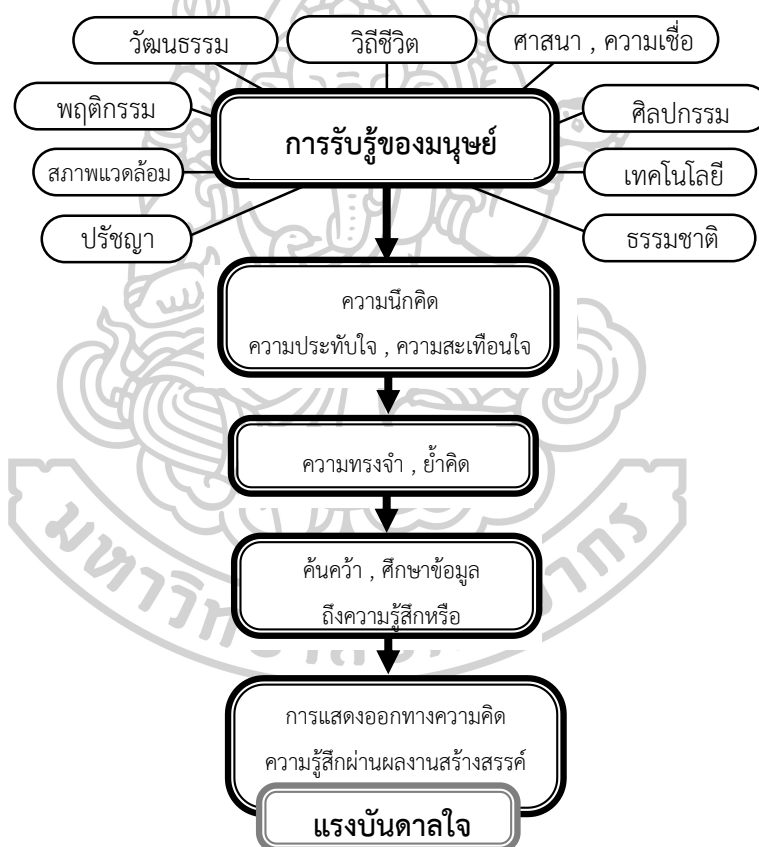 วัฒนธรรม
วิถีชีวิต
ศาสนา , ความเชื่อ
พฤติกรรม
ศิลปกรรม
การรับรู้ของมนุษย์
สภาพแวดล้อม
เทคโนโลยี
ปรัชญา
ธรรมชาติ
ความนึกคิด
ความประทับใจ , ความสะเทือนใจ
ความทรงจำ , ย้ำคิด
ค้นคว้า , ศึกษาข้อมูล
ถึงความรู้สึกหรือ
การแสดงออกทางความคิด
ความรู้สึกผ่านผลงานสร้างสรรค์
แรงบันดาลใจ